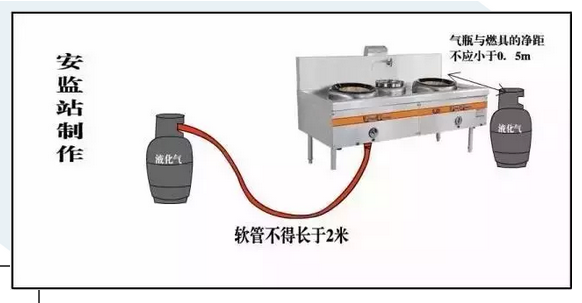 安监站制作
气瓶与燃具的净距
不应小于0.5m
液化气
液化气
软管不得长于2米